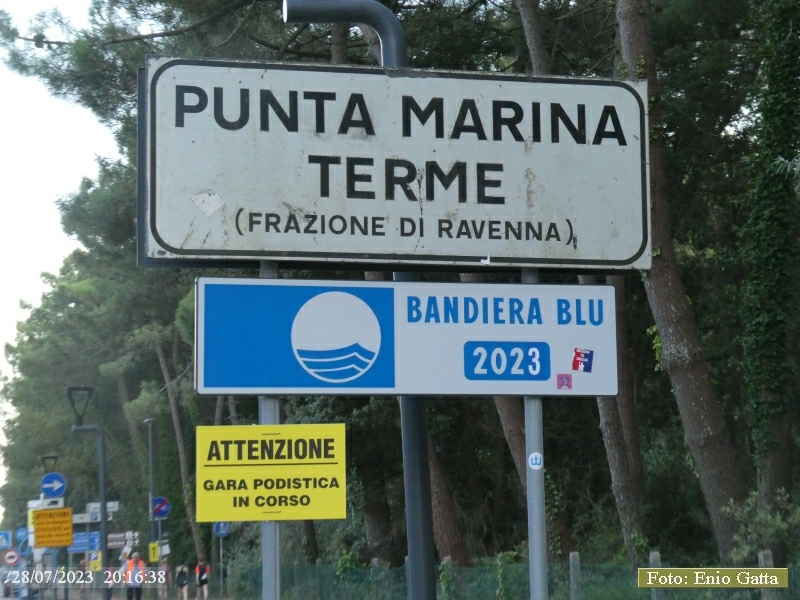 PUNTA MARINA
TERME
(FRAZIONE DI RAVENNA)
BANDIERA BLU
2023
ATTENZIONE
GARA PODISTICA
IN CORSO
ATTENZIONE
28/07/2023 20:16:38
Foto: Enio Gatta